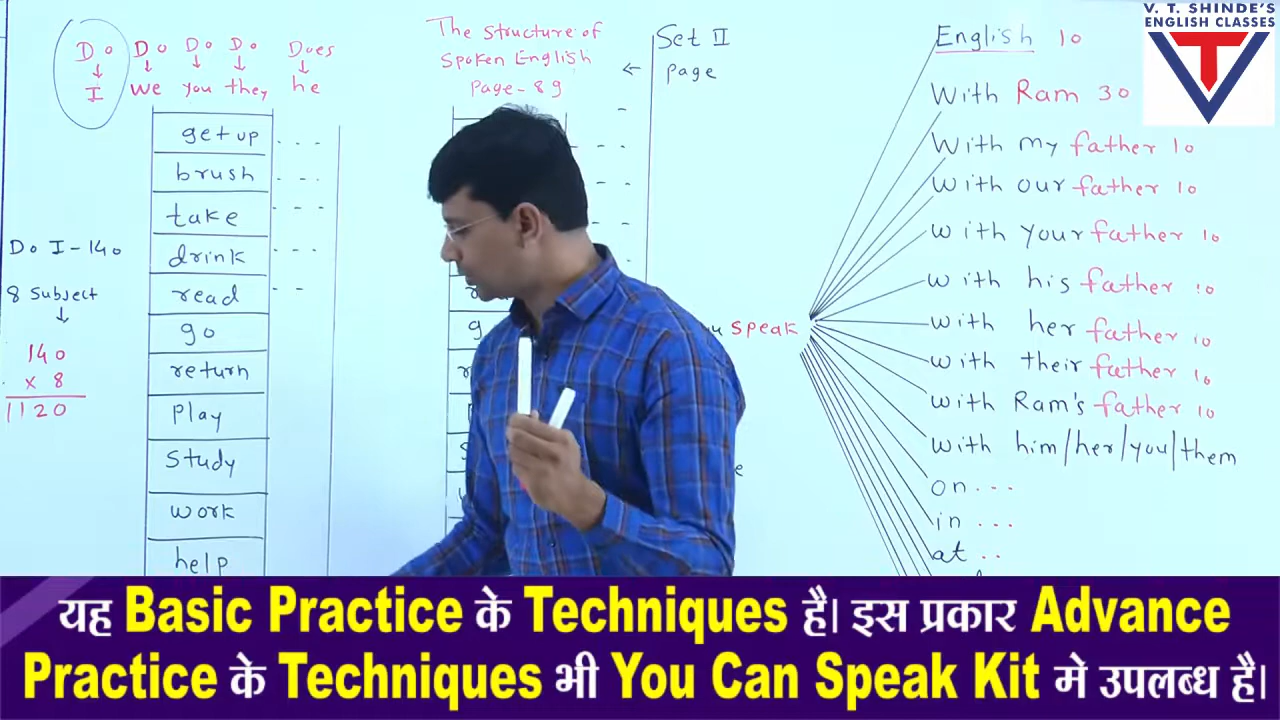 V. T. SHINDE'S
ENGLISH CLASSES
Do Do Do Do Does
I we you they he
get up . . .
brush - - -
take - - -
drink - - -
read - -
go
return
Play
Study
work
help
Do I - 140
8 Subject
140
x 8
1120
The structure of
Spoken English
Page - 89
Set II
page
Speak
English 10
With Ram 30
With my father 10
With our father 10
with your father 10
with his father 10
with her father 10
with their father 10
with Ram's father 10
with him/her/you/them
on . . .
in . . .
at . .
यह Basic Practice के Techniques है। इस प्रकार Advance
Practice के Techniques भी You Can Speak Kit मे उपलब्ध है।